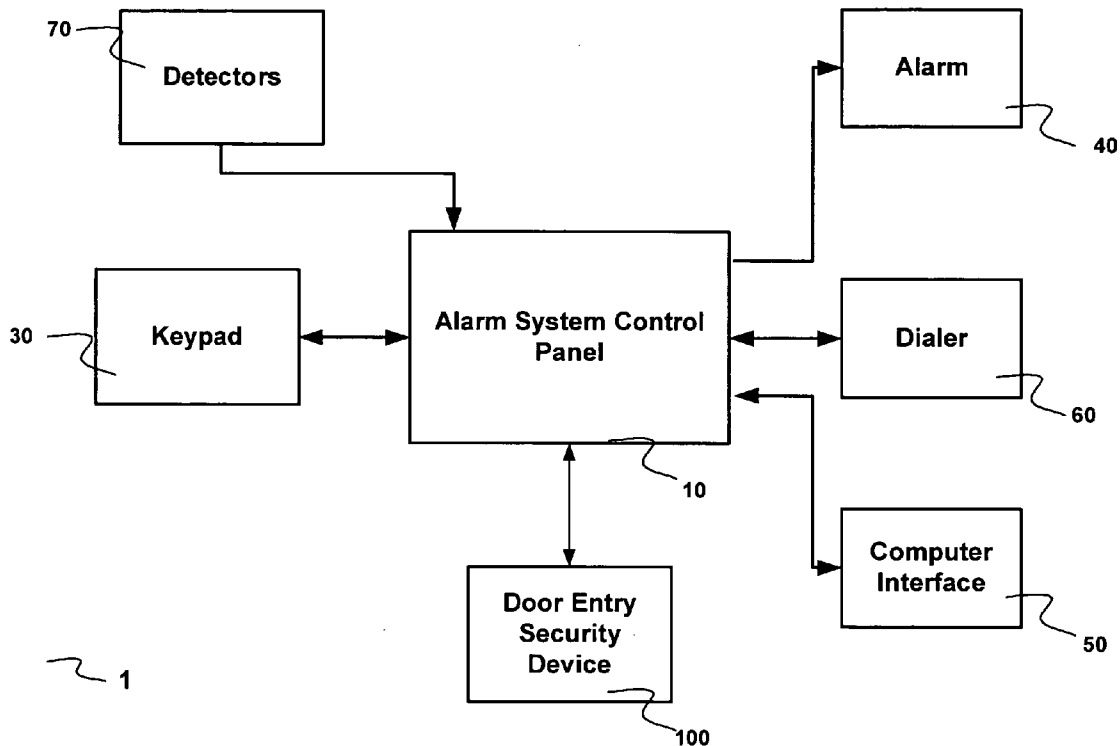 70
Detectors
Alarm
40
30
Keypad
Alarm System Control
Panel
10
Dialer
60
Computer
Interface
50
Door Entry
Security
Device
100
1